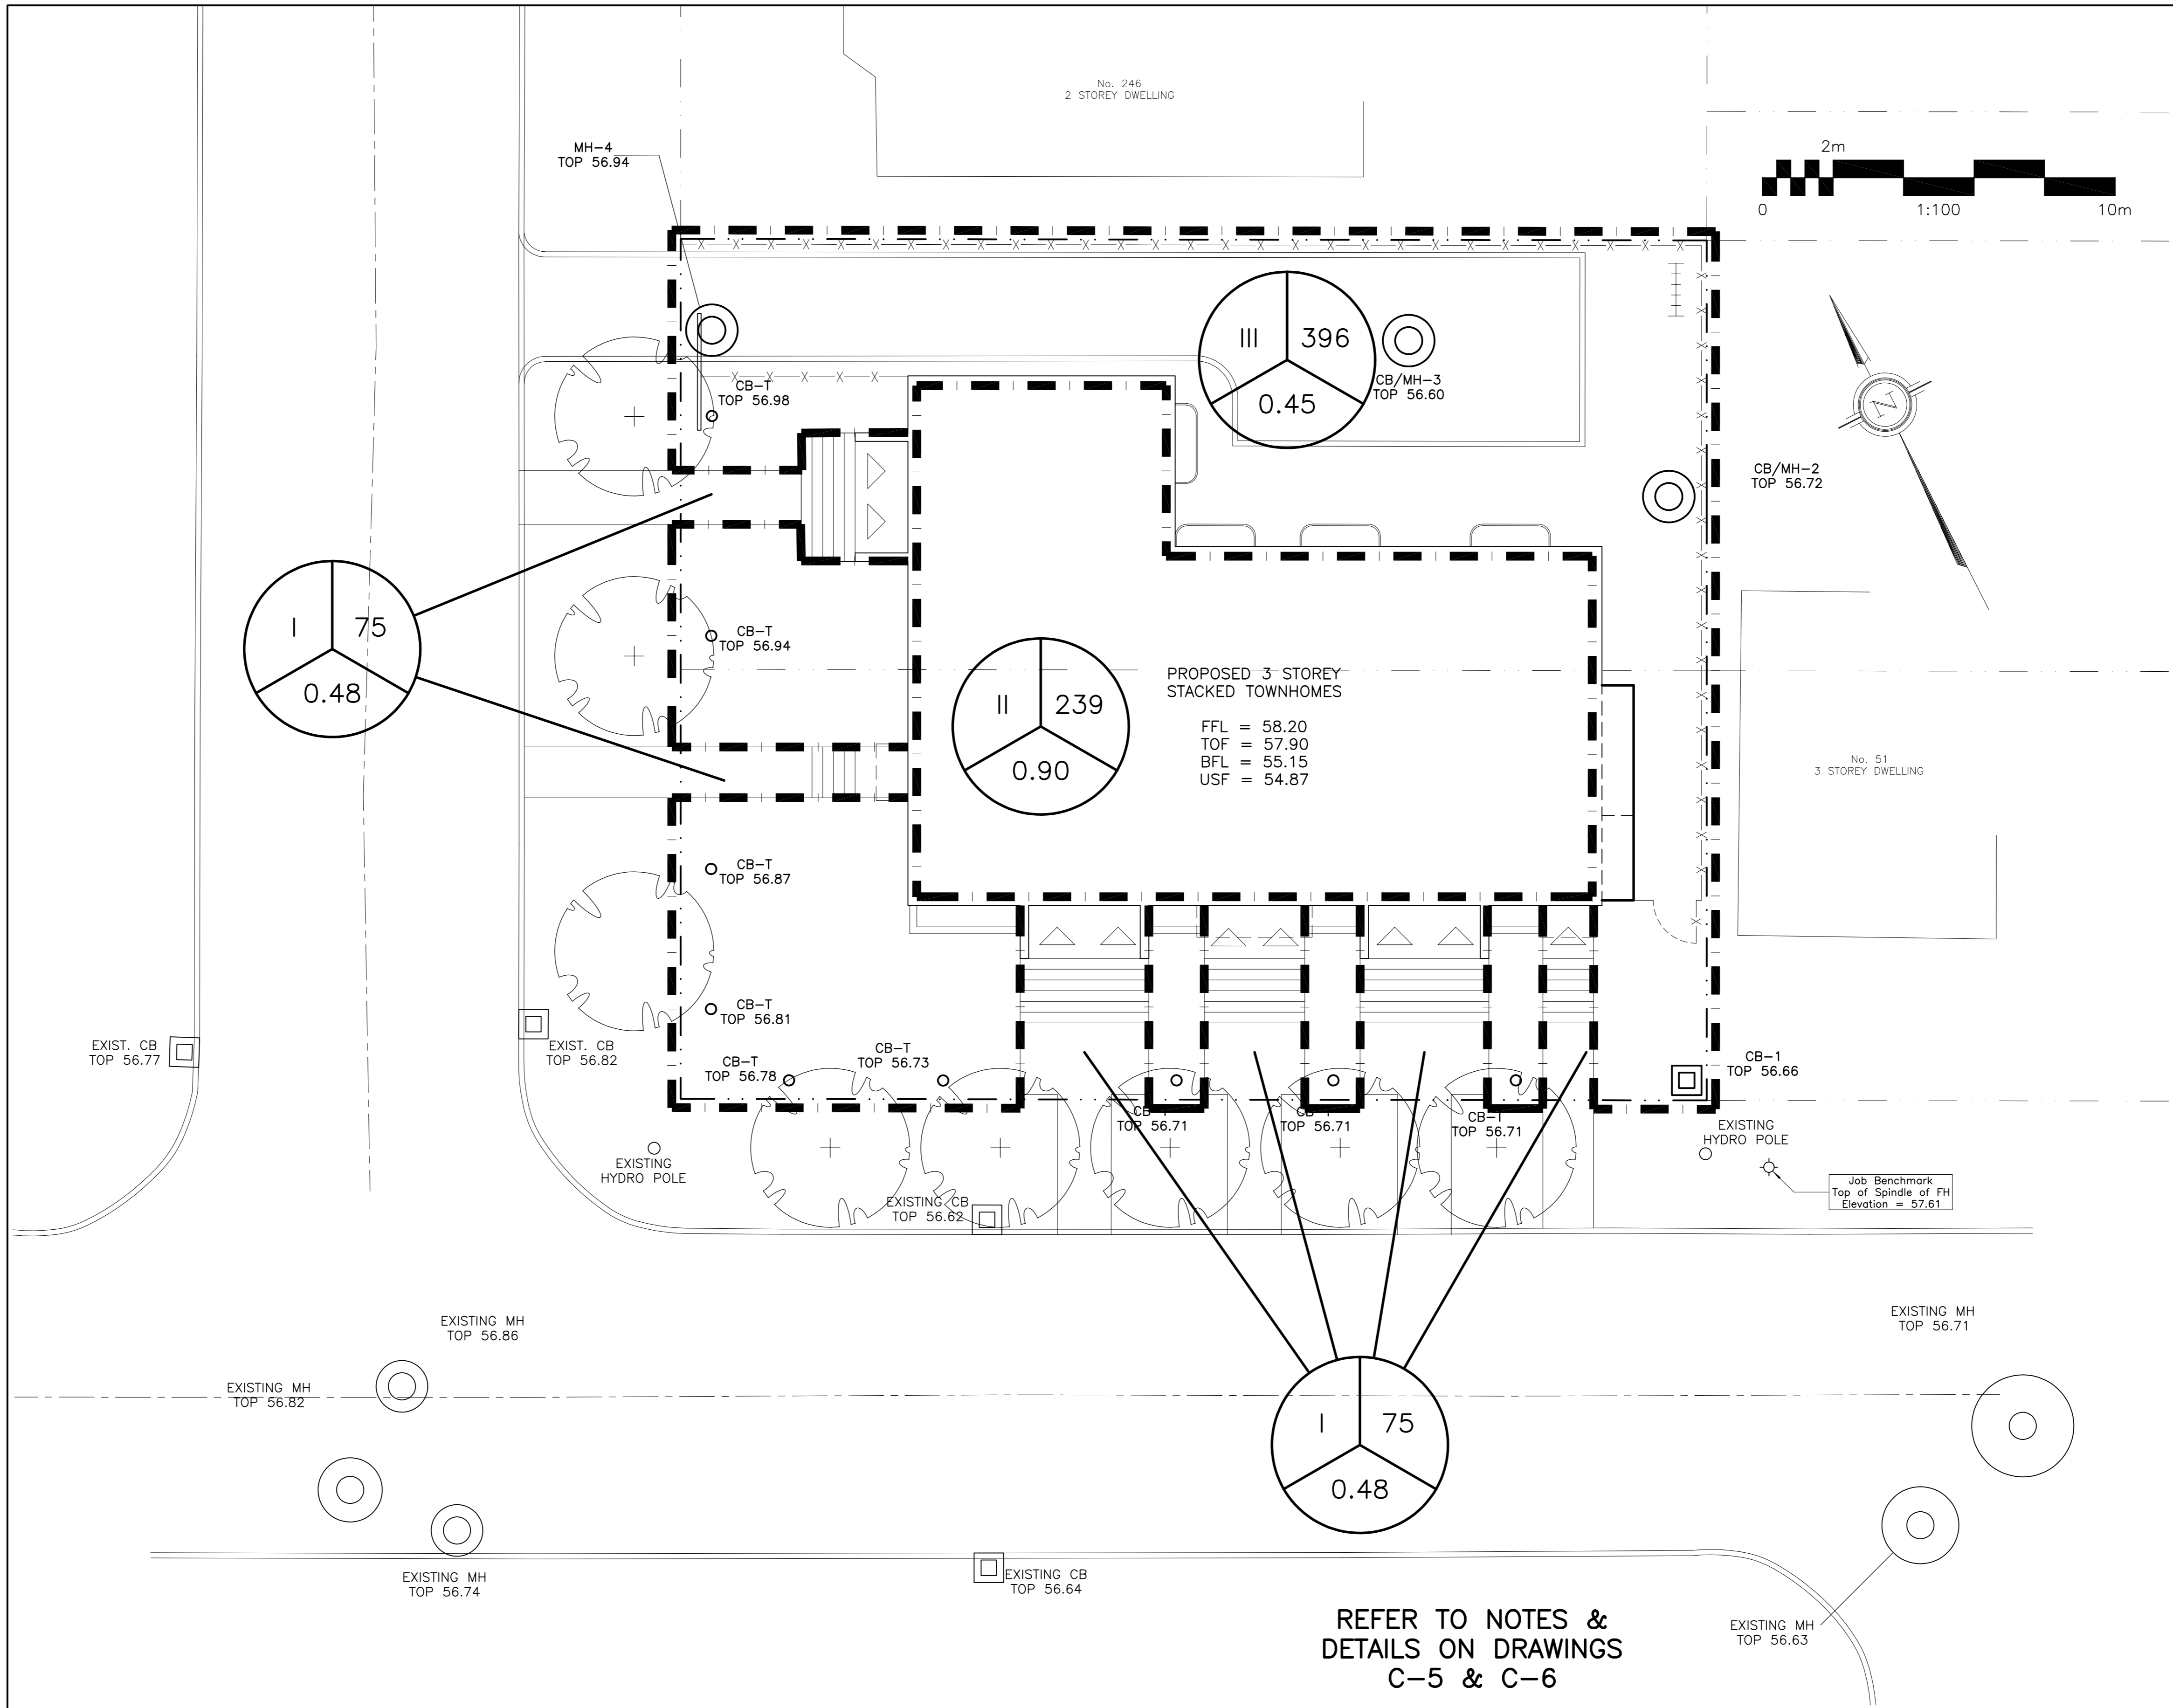 No. 246
2 STOREY DWELLING
MH-4
TOP 56.94
2m
0
1:100
10m
III
396
0.45
CB/MH-3
TOP 56.60
CB-T
TOP 56.98
N
CB/MH-2
TOP 56.72
I
75
0.48
CB-T
TOP 56.94
II
239
0.90
PROPOSED 3 STOREY
STACKED TOWNHOMES
FFL = 58.20
TOF = 57.90
BFL = 55.15
USF = 54.87
No. 51
3 STOREY DWELLING
CB-T
TOP 56.87
CB-T
TOP 56.81
EXIST. CB
TOP 56.77
EXIST. CB
TOP 56.82
CB-T
TOP 56.78
CB-T
TOP 56.73
CB-1
TOP 56.66
CB-T
TOP 56.71
CB-T
TOP 56.71
CB-T
TOP 56.71
EXISTING
HYDRO POLE
EXISTING
HYDRO POLE
Job Benchmark
Top of Spindle of FH
Elevation = 57.61
EXISTING CB
TOP 56.62
EXISTING MH
TOP 56.86
EXISTING MH
TOP 56.71
EXISTING MH
TOP 56.82
I
75
0.48
EXISTING MH
TOP 56.74
EXISTING CB
TOP 56.64
REFER TO NOTES &
DETAILS ON DRAWINGS
C-5 & C-6
EXISTING MH
TOP 56.63